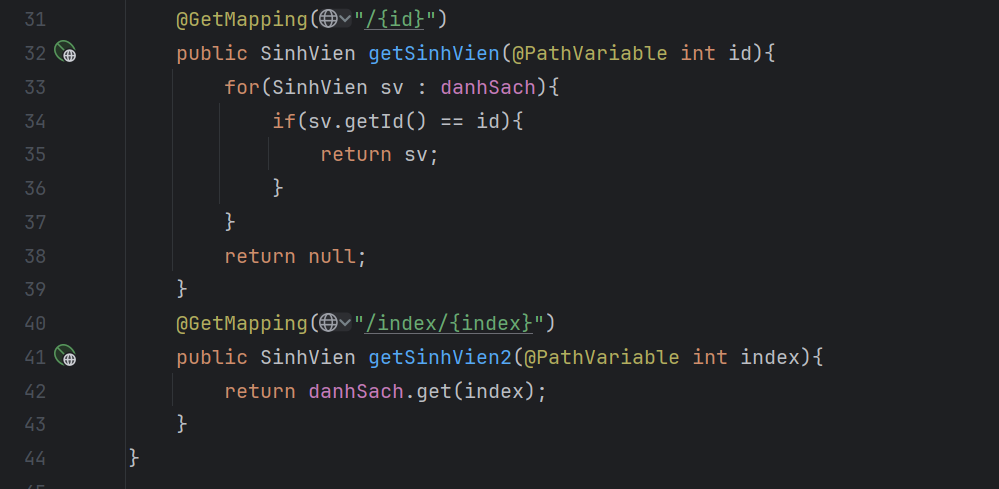 31 @GetMapping("/{id}")
32 public SinhVien getSinhVien(@PathVariable int id){
33 for(SinhVien sv : danhSach){
34 if(sv.getId() == id){
35 return sv;
36 }
37 }
38 return null;
39 }
40 @GetMapping("/index/{index}")
41 public SinhVien getSinhVien2(@PathVariable int index){
42 return danhSach.get(index);
43 }
44 }